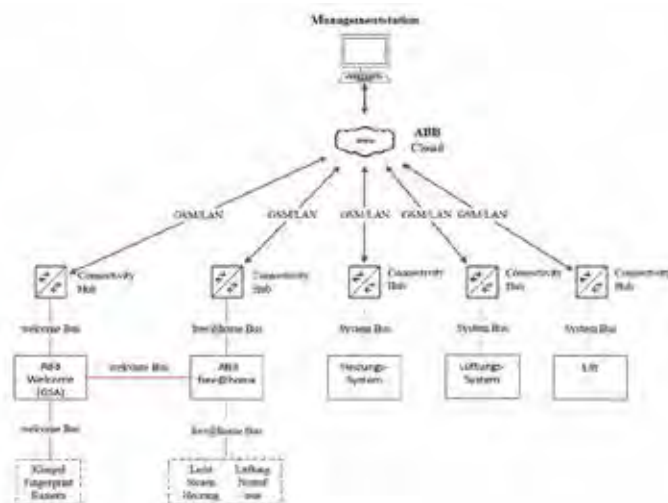 Managementstation
ABB
Cloud
GSM/LAN
GSM/LAN
GSM/LAN
GSM/LAN
GSM/LAN
Connectivity
Hub
Connectivity
Hub
Connectivity
Hub
Connectivity
Hub
Connectivity
Hub
welcome Bus
free@home Bus
System Bus
System Bus
System Bus
ABB
Welcome
(GSA)
welcome Bus
ABB
free@home
Heizungs-
System
Lüftungs-
System
Lift
welcome Bus
free@home Bus
Klingel
Fingerprint
Kamera
Licht
Lüftung
Heizung
Notruf
usw